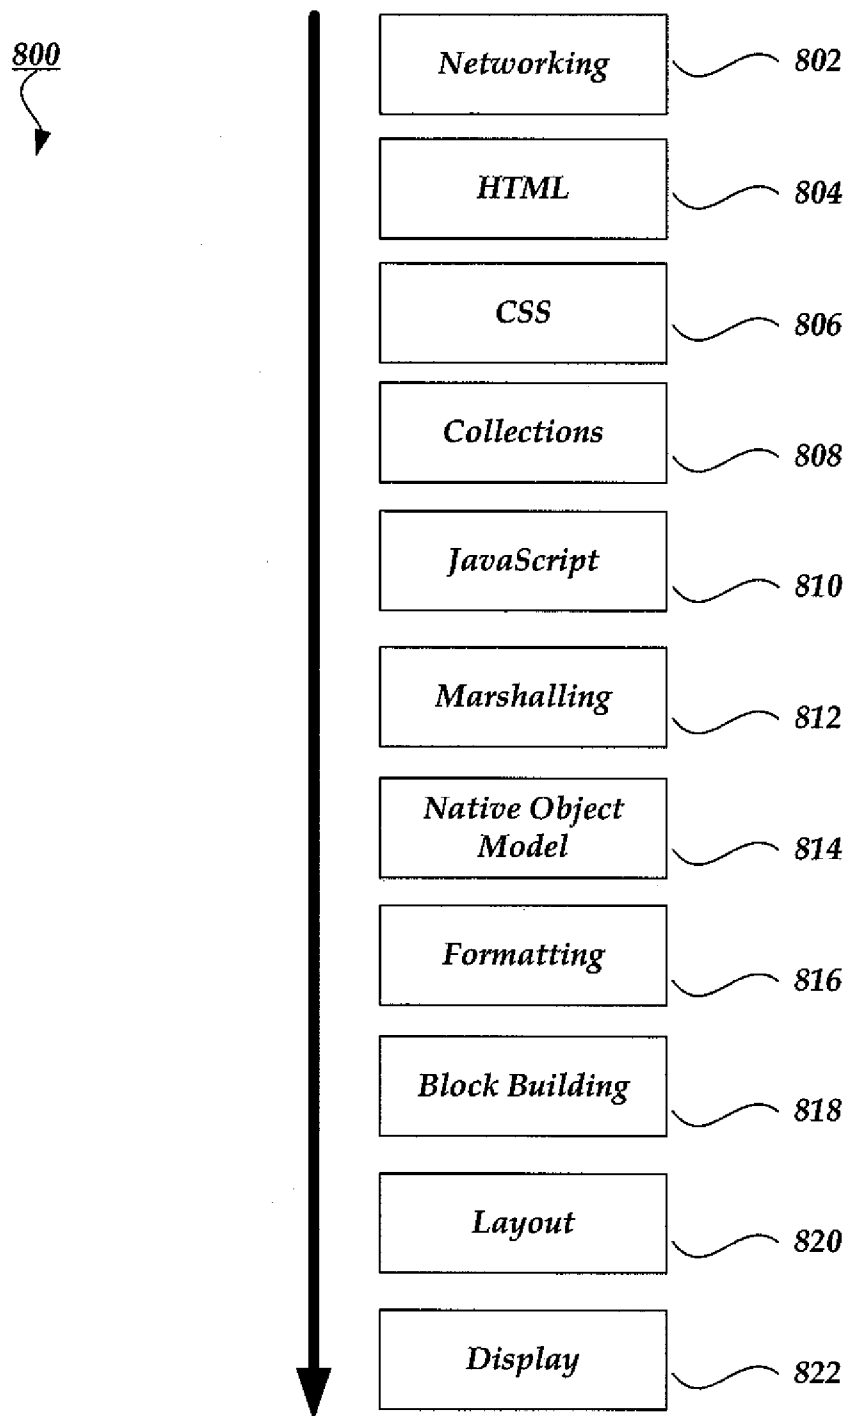 800
Networking 802
HTML 804
CSS 806
Collections 808
JavaScript 810
Marshalling 812
Native Object
Model 814
Formatting 816
Block Building 818
Layout 820
Display 822